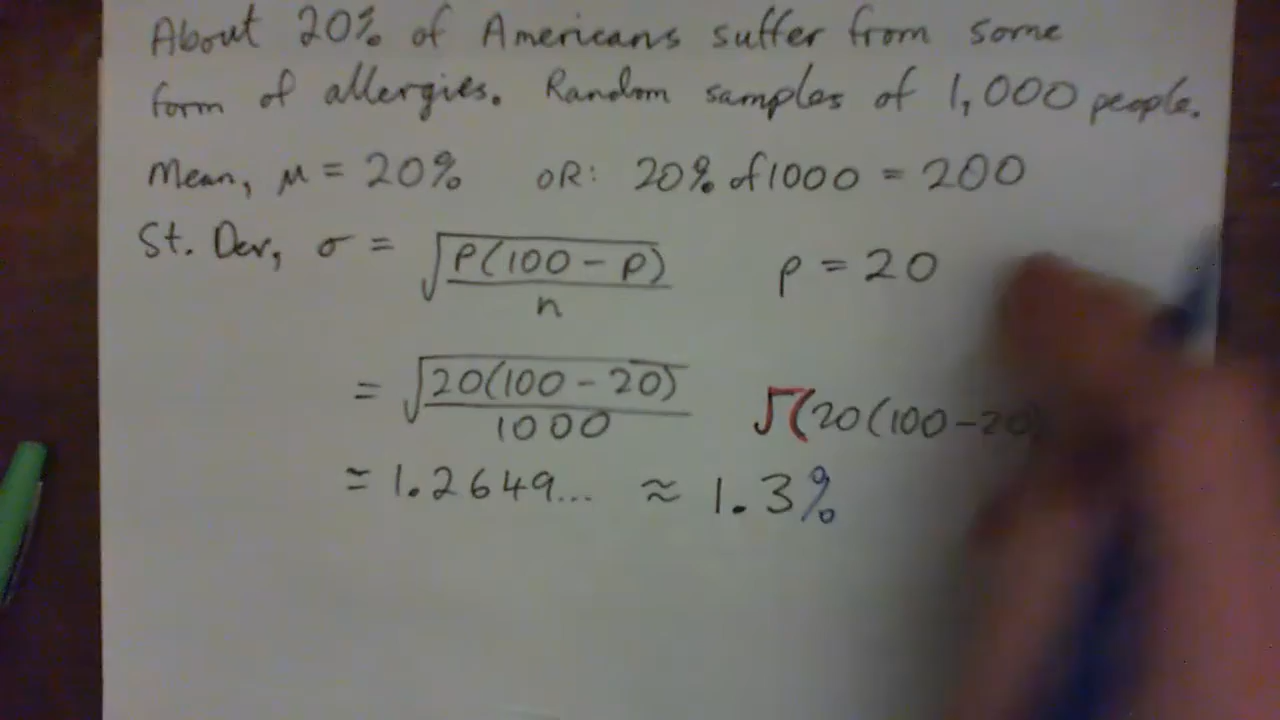 About 20% of Americans suffer from some
form of allergies. Random samples of 1,000 people.
Mean, μ = 20% OR: 20% of 1000 = 200
St. Dev, σ = √(P(100 - P)/n) p = 20
= √(20(100 - 20)/1000) √(20(100-20)
= 1.2649... ≈ 1.3%